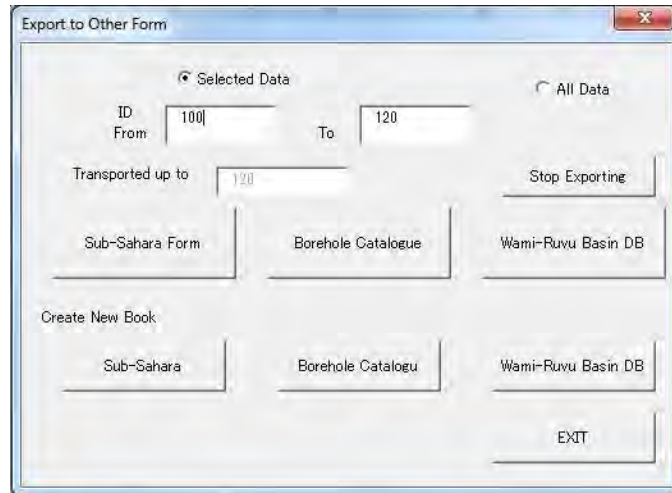 Export to Other Form
Selected Data
All Data
ID
From
100
To
120
Transported up to
120
Stop Exporting
Sub-Sahara Form
Borehole Catalogue
Wami-Ruvu Basin DB
Create New Book
Sub-Sahara
Borehole Catalogu
Wami-Ruvu Basin DB
EXIT